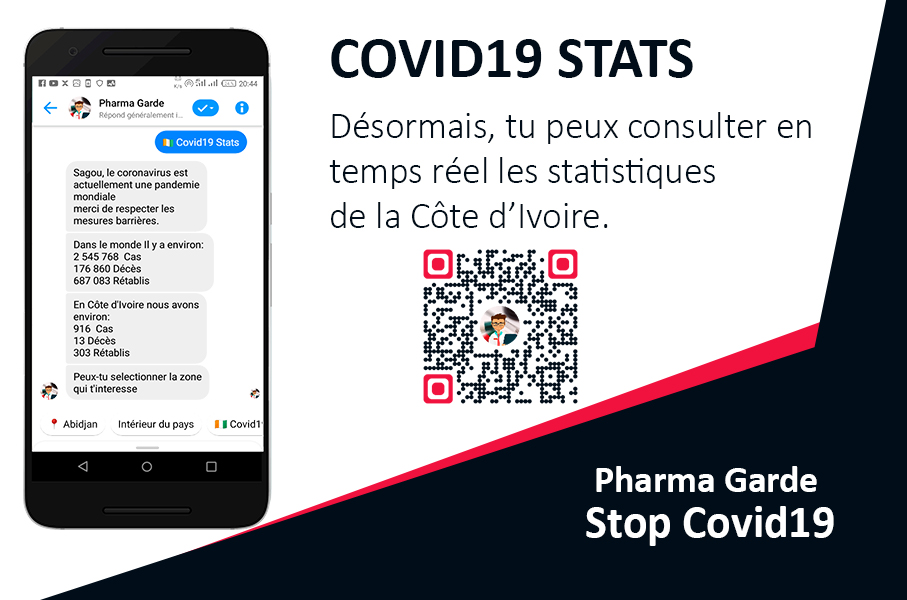 20:44
Pharma Garde
Répond généralement i...
Covid19 Stats
Sagou, le coronavirus est
actuellement une pandemie
mondiale
merci de respecter les
mesures barrières.
Dans le monde Il y a environ:
2 545 768 Cas
176 860 Décès
687 083 Rétablis
En Côte d'Ivoire nous avons
environ:
916 Cas
13 Décès
303 Rétablis
Peux-tu selectionner la zone
qui t'interesse
Abidjan
Intérieur du pays
Covid1
COVID19 STATS
Désormais, tu peux consulter en
temps réel les statistiques
de la Côte d’Ivoire.
Pharma Garde
Stop Covid19